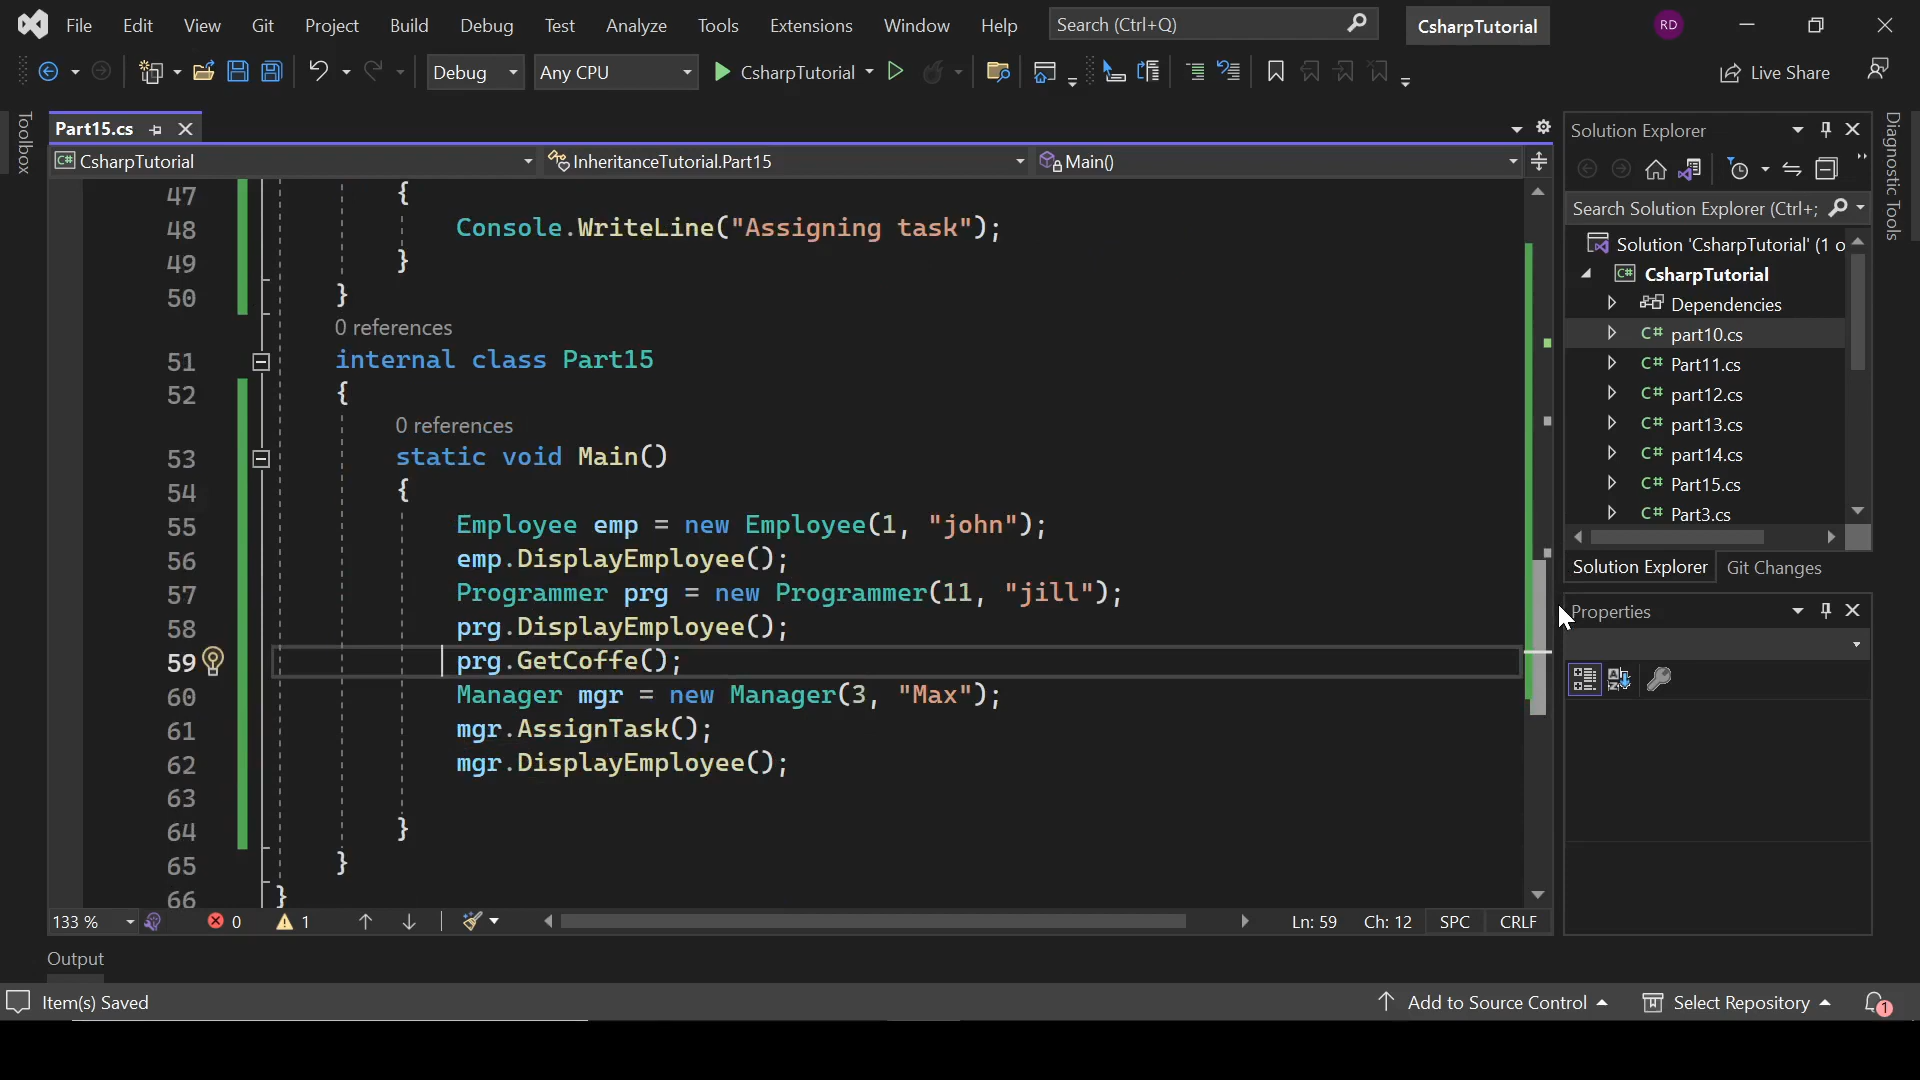 File Edit View Git Project Build Debug Test Analyze Tools Extensions Window Help Search (Ctrl+Q) CsharpTutorial RD
Debug Any CPU CsharpTutorial Live Share
Toolbox
Part15.cs
CsharpTutorial InheritanceTutorial.Part15 Main()
47 {
48 Console.WriteLine("Assigning task");
49 }
50 }
0 references
51 internal class Part15
52 {
0 references
53 static void Main()
54 {
55 Employee emp = new Employee(1, "john");
56 emp.DisplayEmployee();
57 Programmer prg = new Programmer(11, "jill");
58 prg.DisplayEmployee();
59 prg.GetCoffe();
60 Manager mgr = new Manager(3, "Max");
61 mgr.AssignTask();
62 mgr.DisplayEmployee();
63
64 }
65 }
66 }
133 % 0 1 Ln: 59 Ch: 12 SPC CRLF
Solution Explorer
Search Solution Explorer (Ctrl+;
Solution 'CsharpTutorial' (1 o
C# CsharpTutorial
Dependencies
C# part10.cs
C# Part11.cs
C# part12.cs
C# part13.cs
C# part14.cs
C# Part15.cs
C# Part3.cs
Solution Explorer Git Changes
Properties
Diagnostic Tools
Output
Item(s) Saved Add to Source Control Select Repository 1